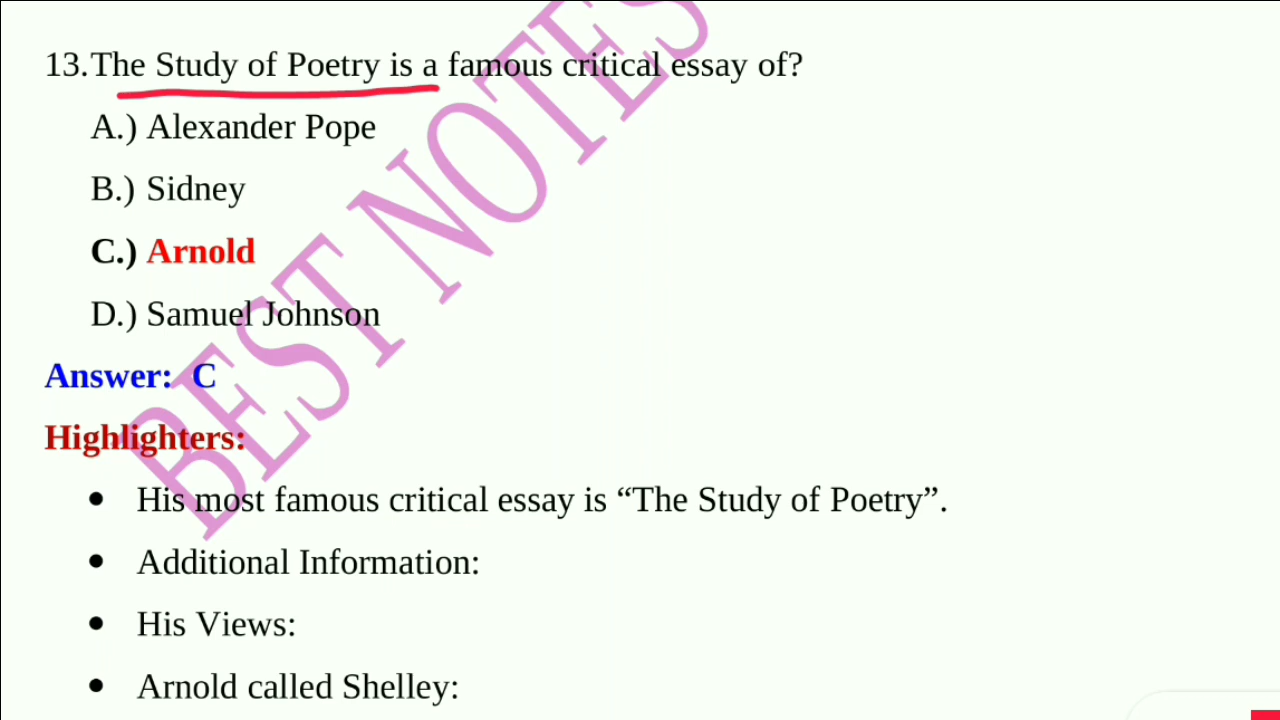 13.The Study of Poetry is a famous critical essay of?
A.) Alexander Pope
B.) Sidney
C.) Arnold
D.) Samuel Johnson
Answer: C
Highlighters:
• His most famous critical essay is “The Study of Poetry”.
• Additional Information:
• His Views:
• Arnold called Shelley:
BEST NOTES